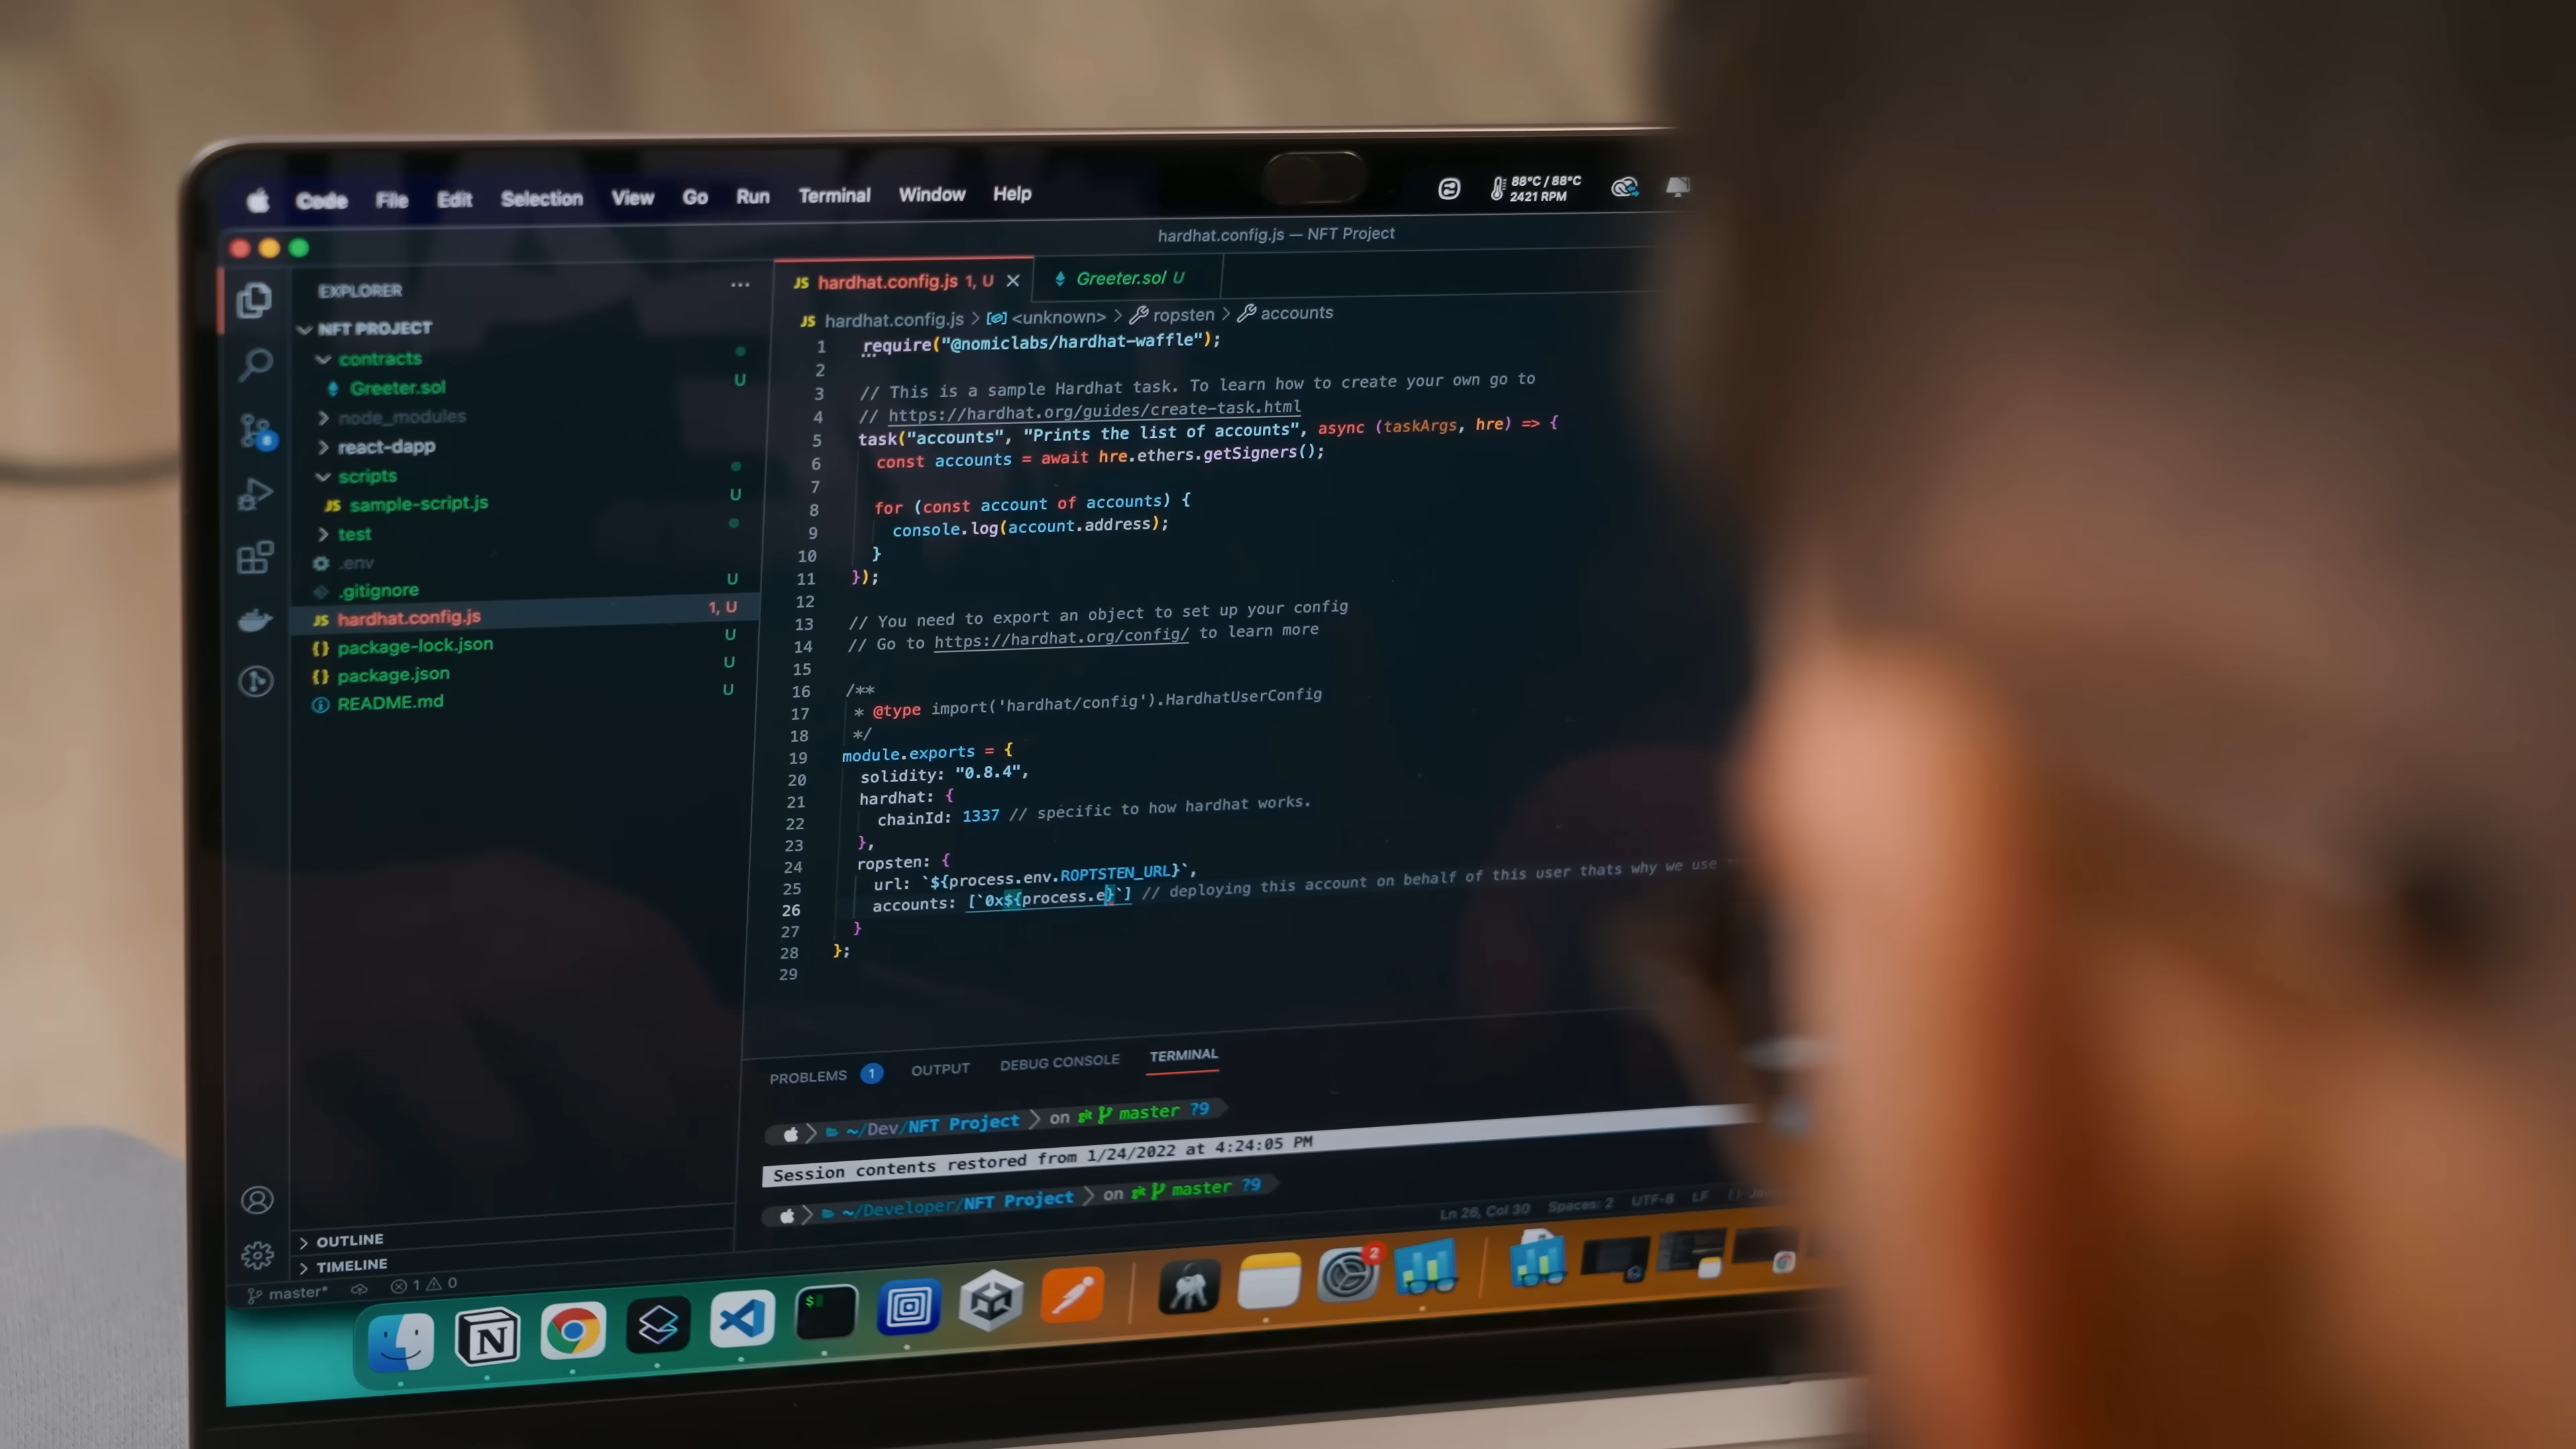 Code File Edit Selection View Go Run Terminal Window Help
88°C / 88°C
2421 RPM
hardhat.config.js — NFT Project
EXPLORER
NFT PROJECT
contracts
Greeter.sol U
node_modules
react-dapp
scripts
sample-script.js U
test
.env
.gitignore U
hardhat.config.js 1, U
package-lock.json U
package.json U
README.md U
OUTLINE
TIMELINE
master* 1 0
hardhat.config.js 1, U
Greeter.sol U
hardhat.config.js > <unknown> > ropsten > accounts
1 require("@nomiclabs/hardhat-waffle");
2
3 // This is a sample Hardhat task. To learn how to create your own go to
4 // https://hardhat.org/guides/create-task.html
5 task("accounts", "Prints the list of accounts", async (taskArgs, hre) => {
6 const accounts = await hre.ethers.getSigners();
7
8 for (const account of accounts) {
9 console.log(account.address);
10 }
11 });
12
13 // You need to export an object to set up your config
14 // Go to https://hardhat.org/config/ to learn more
15
16 /**
17 * @type import('hardhat/config').HardhatUserConfig
18 */
19 module.exports = {
20 solidity: "0.8.4",
21 hardhat: {
22 chainId: 1337 // specific to how hardhat works.
23 },
24 ropsten: {
25 url: `${process.env.ROPTSTEN_URL}`,
26 accounts: [`0x${process.e}`] // deploying this account on behalf of this user thats why we use
27 }
28 };
29
PROBLEMS 1 OUTPUT DEBUG CONSOLE TERMINAL
~/Dev/NFT Project > on git master ?9
Session contents restored from 1/24/2022 at 4:24:05 PM
~/Developer/NFT Project > on git master ?9
Ln 26, Col 30 Spaces: 2 UTF-8 LF
N
$
2